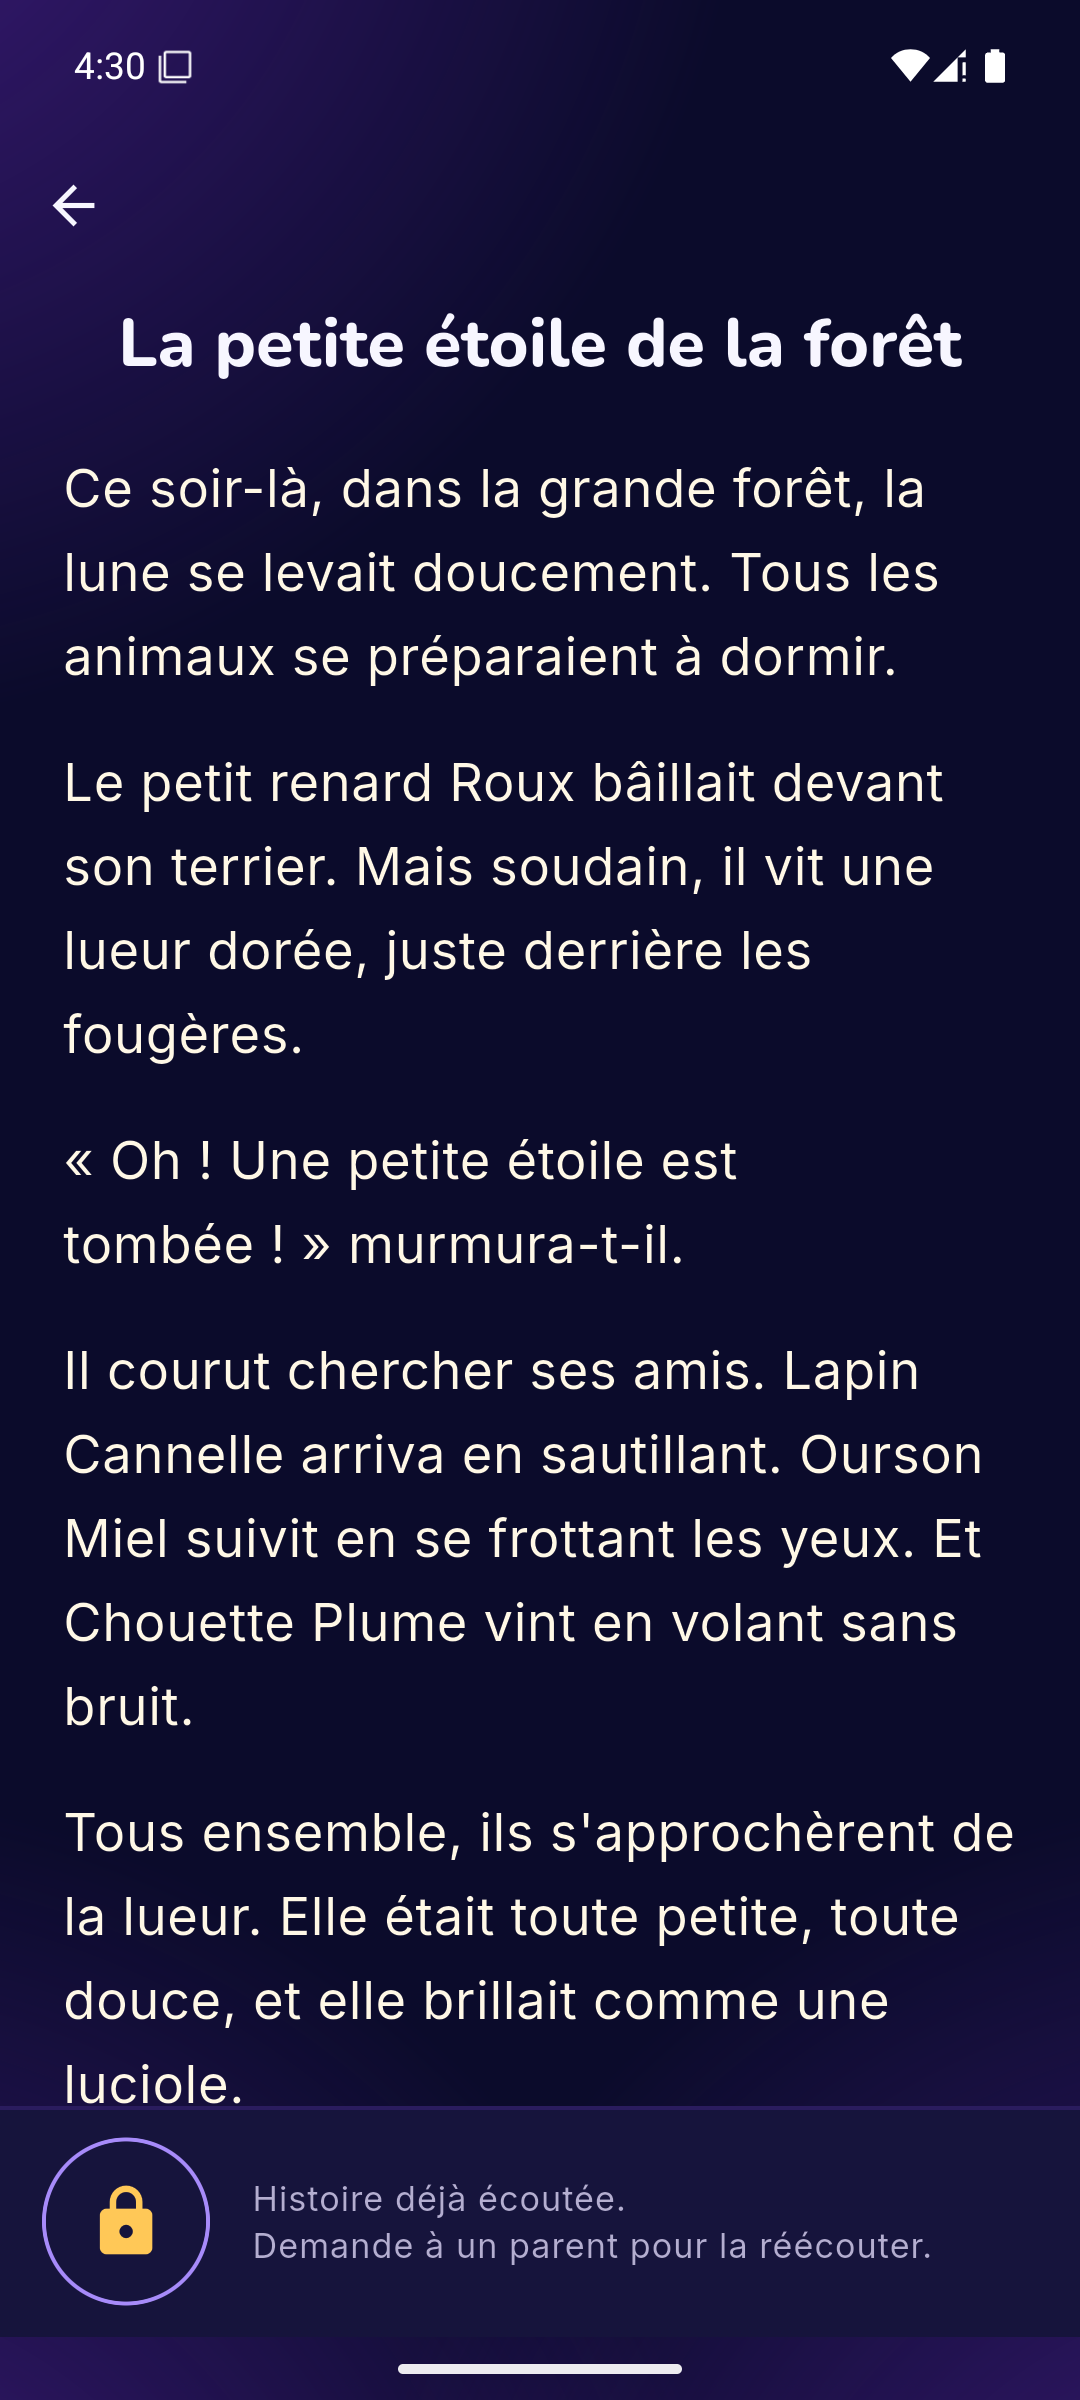 4:30
La petite étoile de la forêt
Ce soir-là, dans la grande forêt, la
lune se levait doucement. Tous les
animaux se préparaient à dormir.
Le petit renard Roux bâillait devant
son terrier. Mais soudain, il vit une
lueur dorée, juste derrière les
fougères.
« Oh ! Une petite étoile est
tombée ! » murmura-t-il.
Il courut chercher ses amis. Lapin
Cannelle arriva en sautillant. Ourson
Miel suivit en se frottant les yeux. Et
Chouette Plume vint en volant sans
bruit.
Tous ensemble, ils s'approchèrent de
la lueur. Elle était toute petite, toute
douce, et elle brillait comme une
luciole.
Histoire déjà écoutée.
Demande à un parent pour la réécouter.